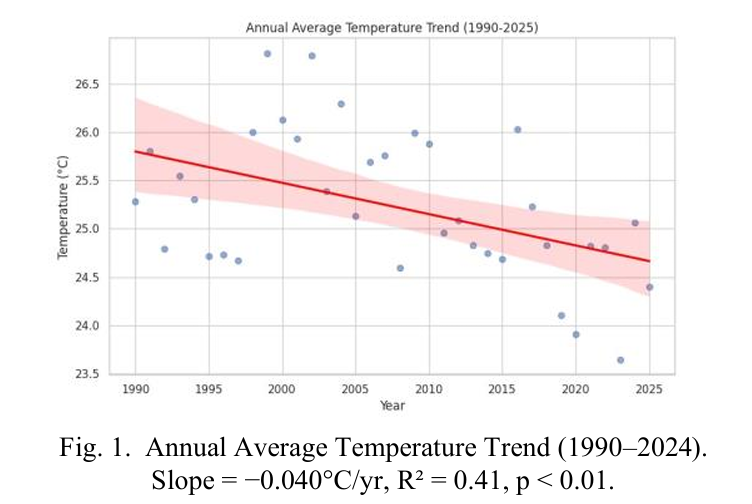 Annual Average Temperature Trend (1990-2025)
Temperature (°C)
26.5
26.0
25.5
25.0
24.5
24.0
23.5
1990 1995 2000 2005 2010 2015 2020 2025
Year
Fig. 1. Annual Average Temperature Trend (1990–2024).
Slope = −0.040°C/yr, R² = 0.41, p < 0.01.